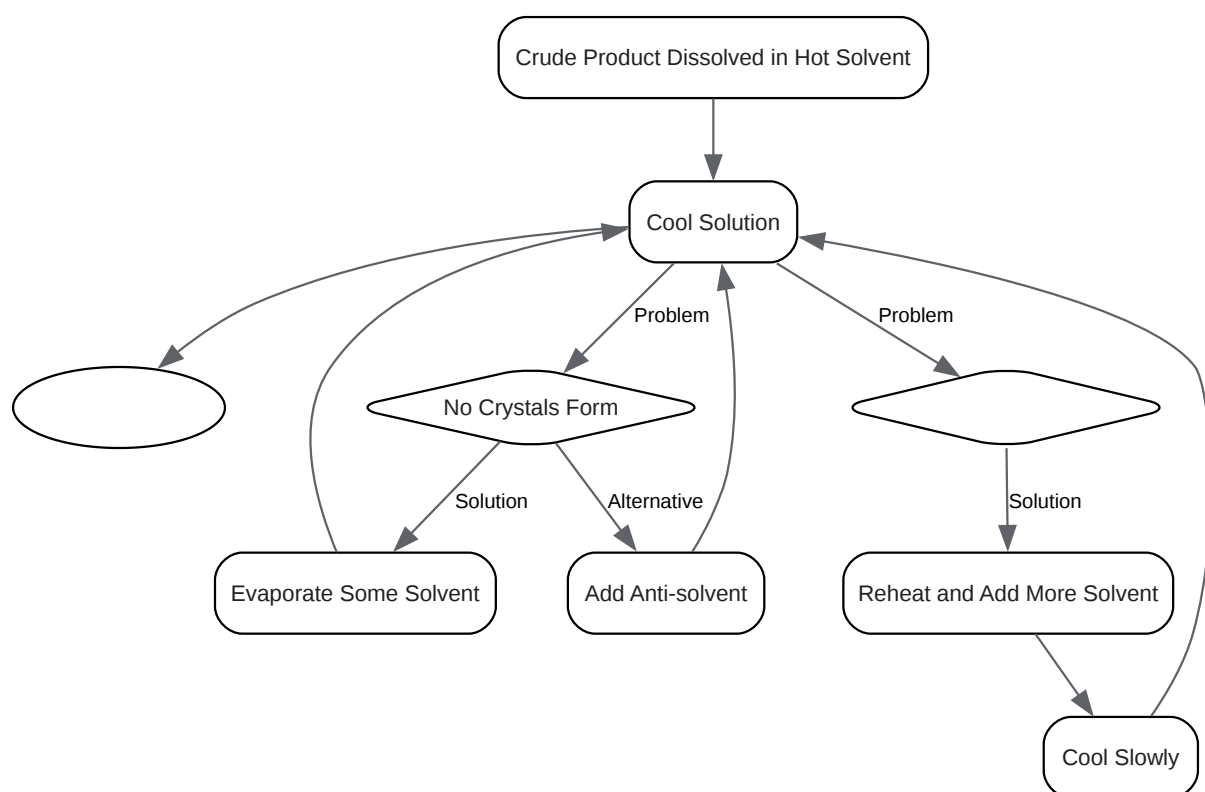 Crude Product Dissolved in Hot Solvent
Cool Solution
Problem
Problem
No Crystals Form
Solution
Alternative
Solution
Evaporate Some Solvent
Add Anti-solvent
Reheat and Add More Solvent
Cool Slowly